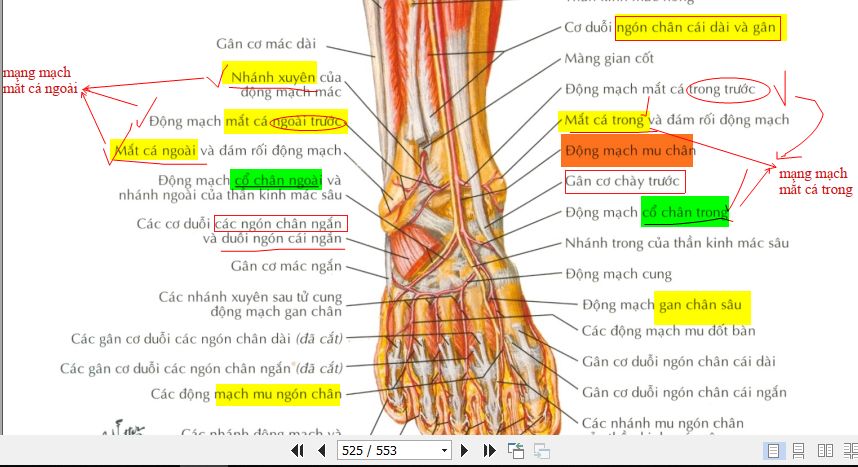 Gân cơ mác dài
mạng mạch
mắt cá ngoài
Nhánh xuyên của
động mạch mác
Động mạch mắt cá ngoài trước
Mắt cá ngoài và đám rối động mạch
Động mạch cổ chân ngoài và
nhánh ngoài của thần kinh mác sâu
Các cơ duỗi các ngón chân ngắn
và duỗi ngón cái ngắn
Gân cơ mác ngắn
Các nhánh xuyên sau từ cung
động mạch gan chân
Các gân cơ duỗi các ngón chân dài (đã cắt)
Các gân cơ duỗi các ngón chân ngắn (đã cắt)
Các động mạch mu ngón chân
Các nhánh động mạch và
Cơ duỗi ngón chân cái dài và gân
Màng gian cốt
Động mạch mắt cá trong trước
Mắt cá trong và đám rối động mạch
Động mạch mu chân
mạng mạch
mắt cá trong
Gân cơ chày trước
Động mạch cổ chân trong
Nhánh trong của thần kinh mác sâu
Động mạch cung
Động mạch gan chân sâu
Các động mạch mu đốt bàn
Gân cơ duỗi ngón chân cái dài
Gân cơ duỗi ngón chân cái ngắn
Các nhánh mu ngón chân
525 / 553